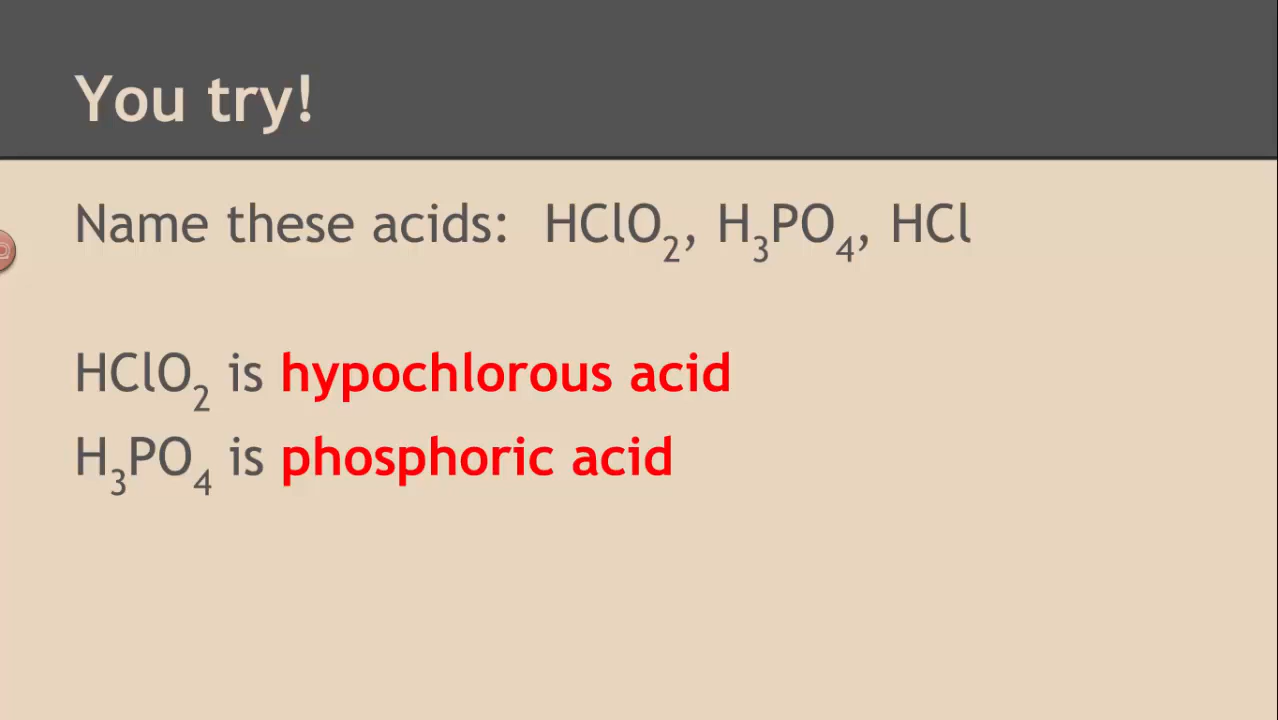 You try!
Name these acids: HClO₂, H₃PO₄, HCl
HClO₂ is hypochlorous acid
H₃PO₄ is phosphoric acid